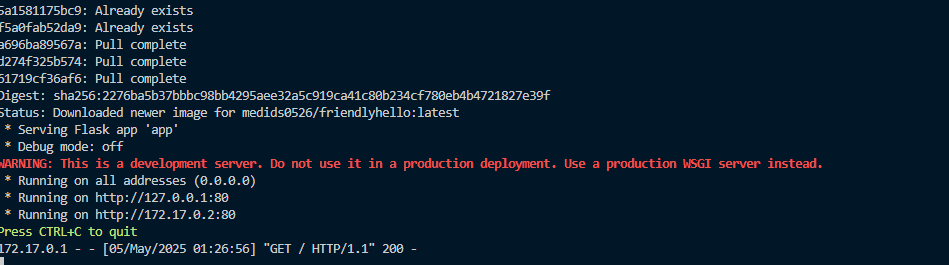 5a1581175bc9: Already exists
f5a0fab52da9: Already exists
a696ba89567a: Pull complete
d274f325b574: Pull complete
61719cf36af6: Pull complete
Digest: sha256:2276ba5b37bbbc98bb4295aee32a5c919ca41c80b234cf780eb4b4721827e39f
Status: Downloaded newer image for medids0526/friendlyhello:latest
 * Serving Flask app 'app'
 * Debug mode: off
WARNING: This is a development server. Do not use it in a production deployment. Use a production WSGI server instead.
 * Running on all addresses (0.0.0.0)
 * Running on http://127.0.0.1:80
 * Running on http://172.17.0.2:80
Press CTRL+C to quit
172.17.0.1 - - [05/May/2025 01:26:56] "GET / HTTP/1.1" 200 -